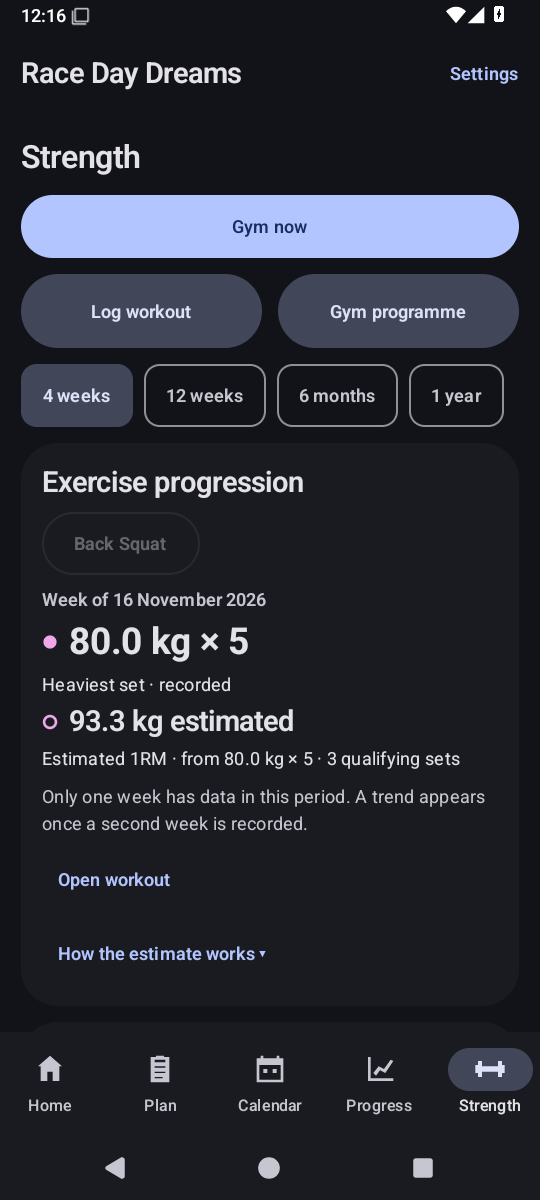 12:16
Race Day Dreams
Settings
Strength
Gym now
Log workout
Gym programme
4 weeks
12 weeks
6 months
1 year
Exercise progression
Back Squat
Week of 16 November 2026
80.0 kg × 5
Heaviest set · recorded
93.3 kg estimated
Estimated 1RM · from 80.0 kg × 5 · 3 qualifying sets
Only one week has data in this period. A trend appears
once a second week is recorded.
Open workout
How the estimate works ▾
Home
Plan
Calendar
Progress
Strength